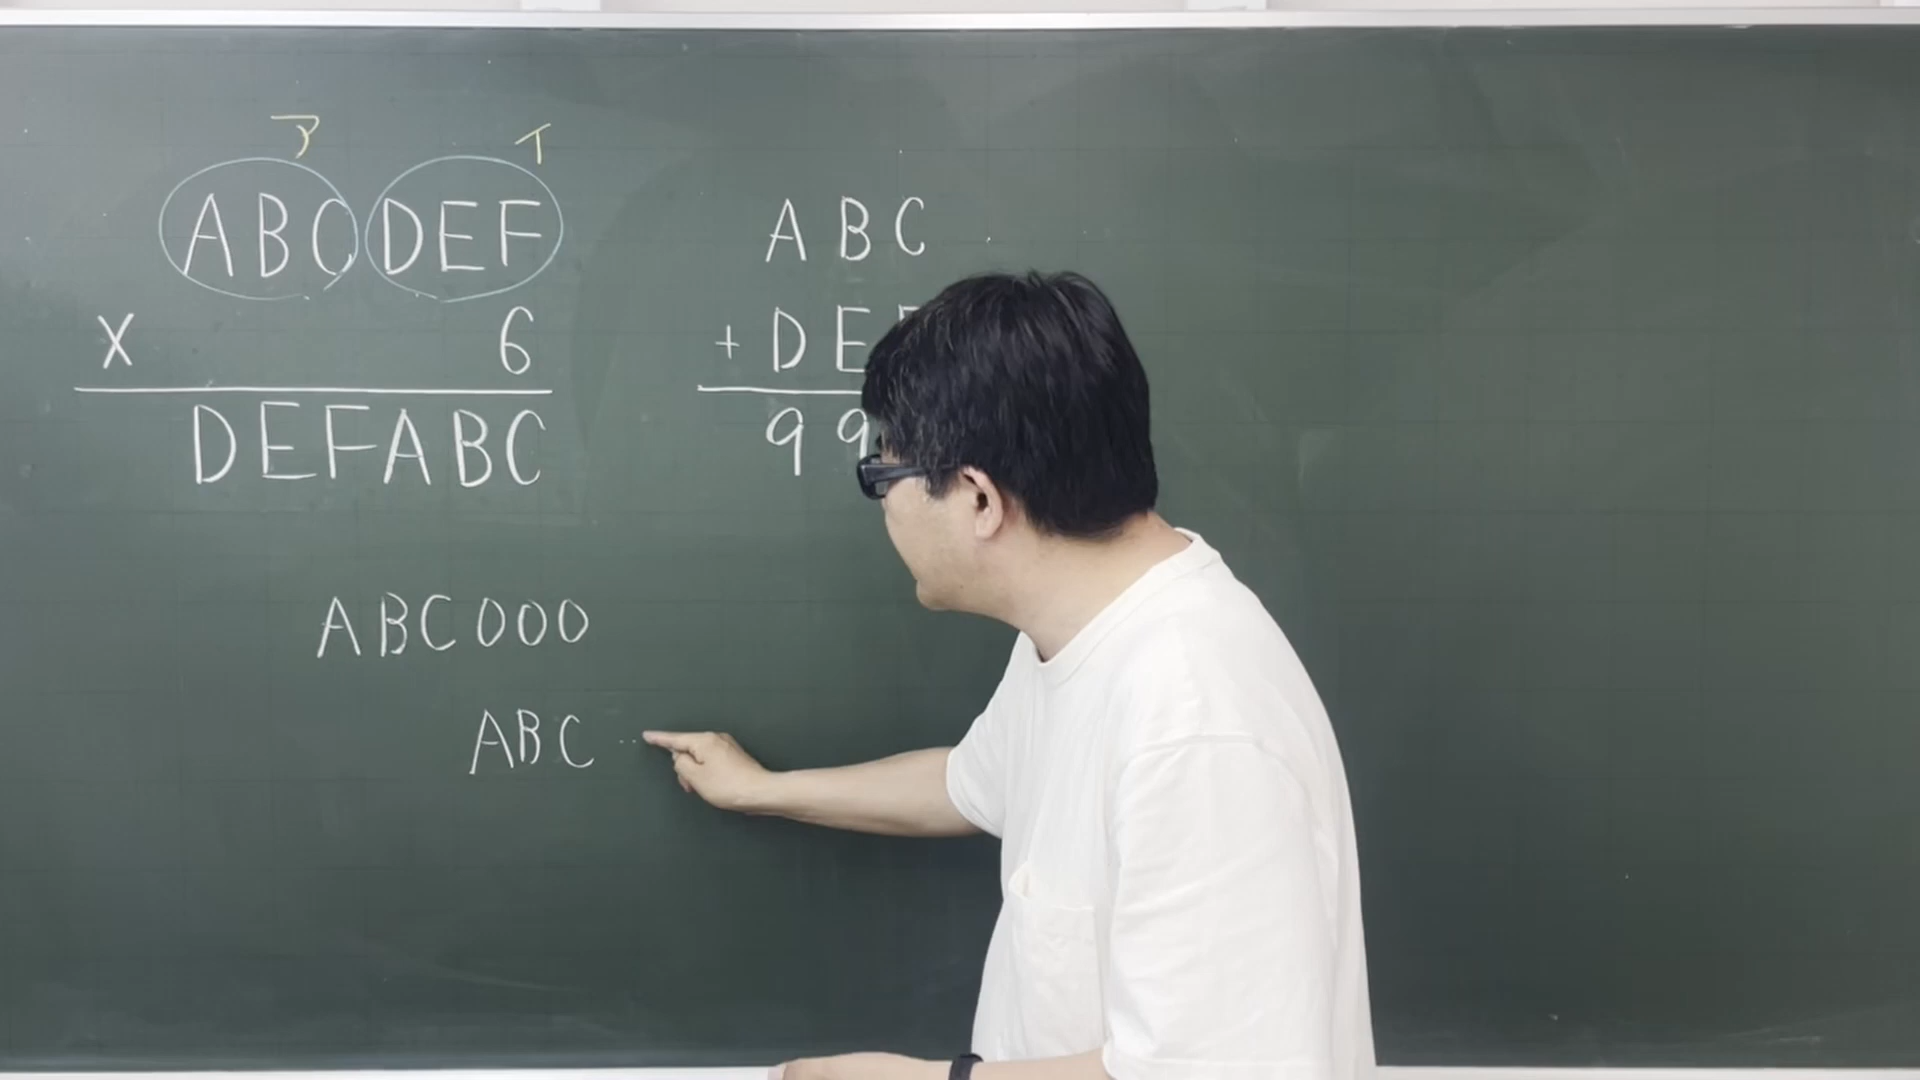 ア イ
ABCDEF
× 6
DEFABC
ABC
+ DE
99
ABC000
ABC